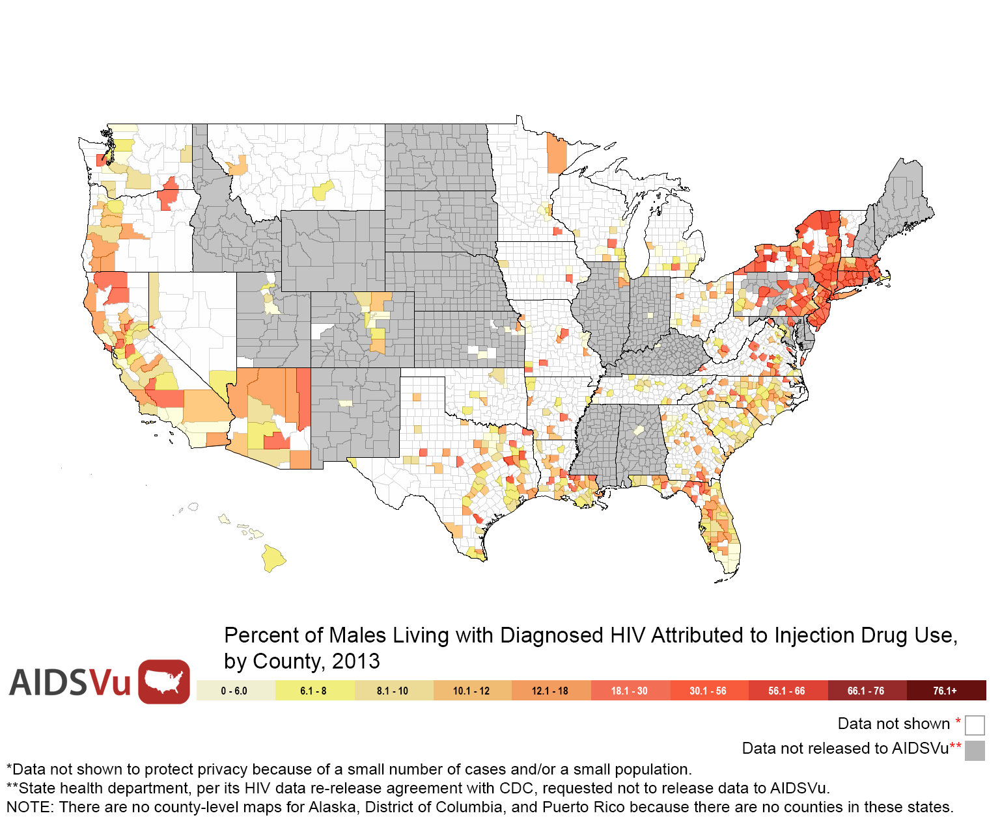 Percent of Males Living with Diagnosed HIV Attributed to Injection Drug Use,
by County, 2013
AIDSVu
0 - 6.0 6.1 - 8 8.1 - 10 10.1 - 12 12.1 - 18 18.1 - 30 30.1 - 56 56.1 - 66 66.1 - 76 76.1+
Data not shown *
Data not released to AIDSVu**
*Data not shown to protect privacy because of a small number of cases and/or a small population.
**State health department, per its HIV data re-release agreement with CDC, requested not to release data to AIDSVu.
NOTE: There are no county-level maps for Alaska, District of Columbia, and Puerto Rico because there are no counties in these states.